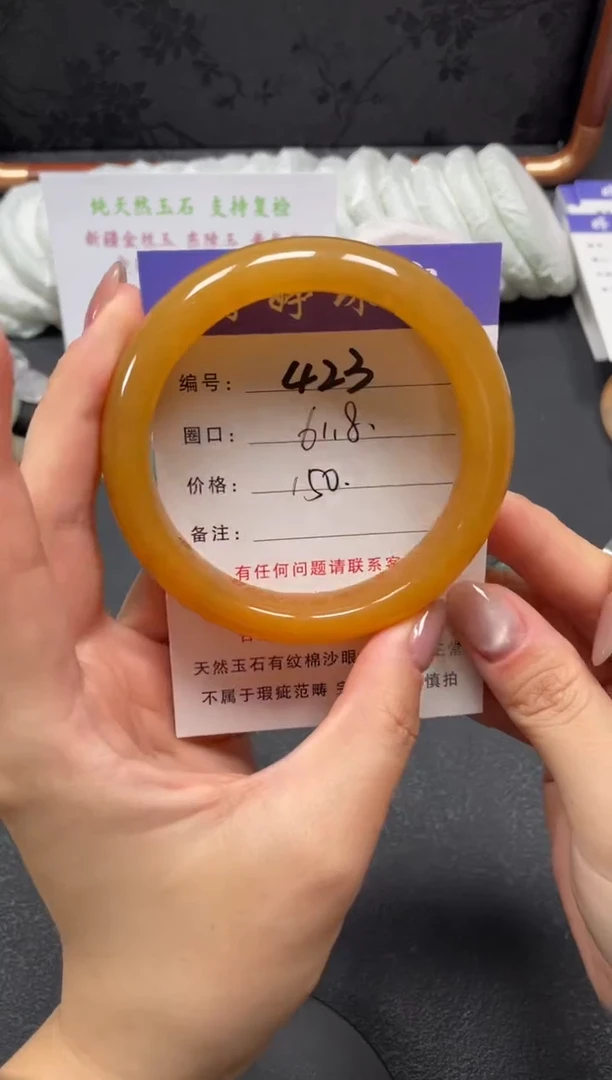 纯天然玉石 支持复检
新疆金丝玉
编号: 423
圈口: 61.8.
价格: 150.
备注:
有任何问题请联系客
天然玉石有纹棉沙眼
不属于瑕疵范畴 慎拍